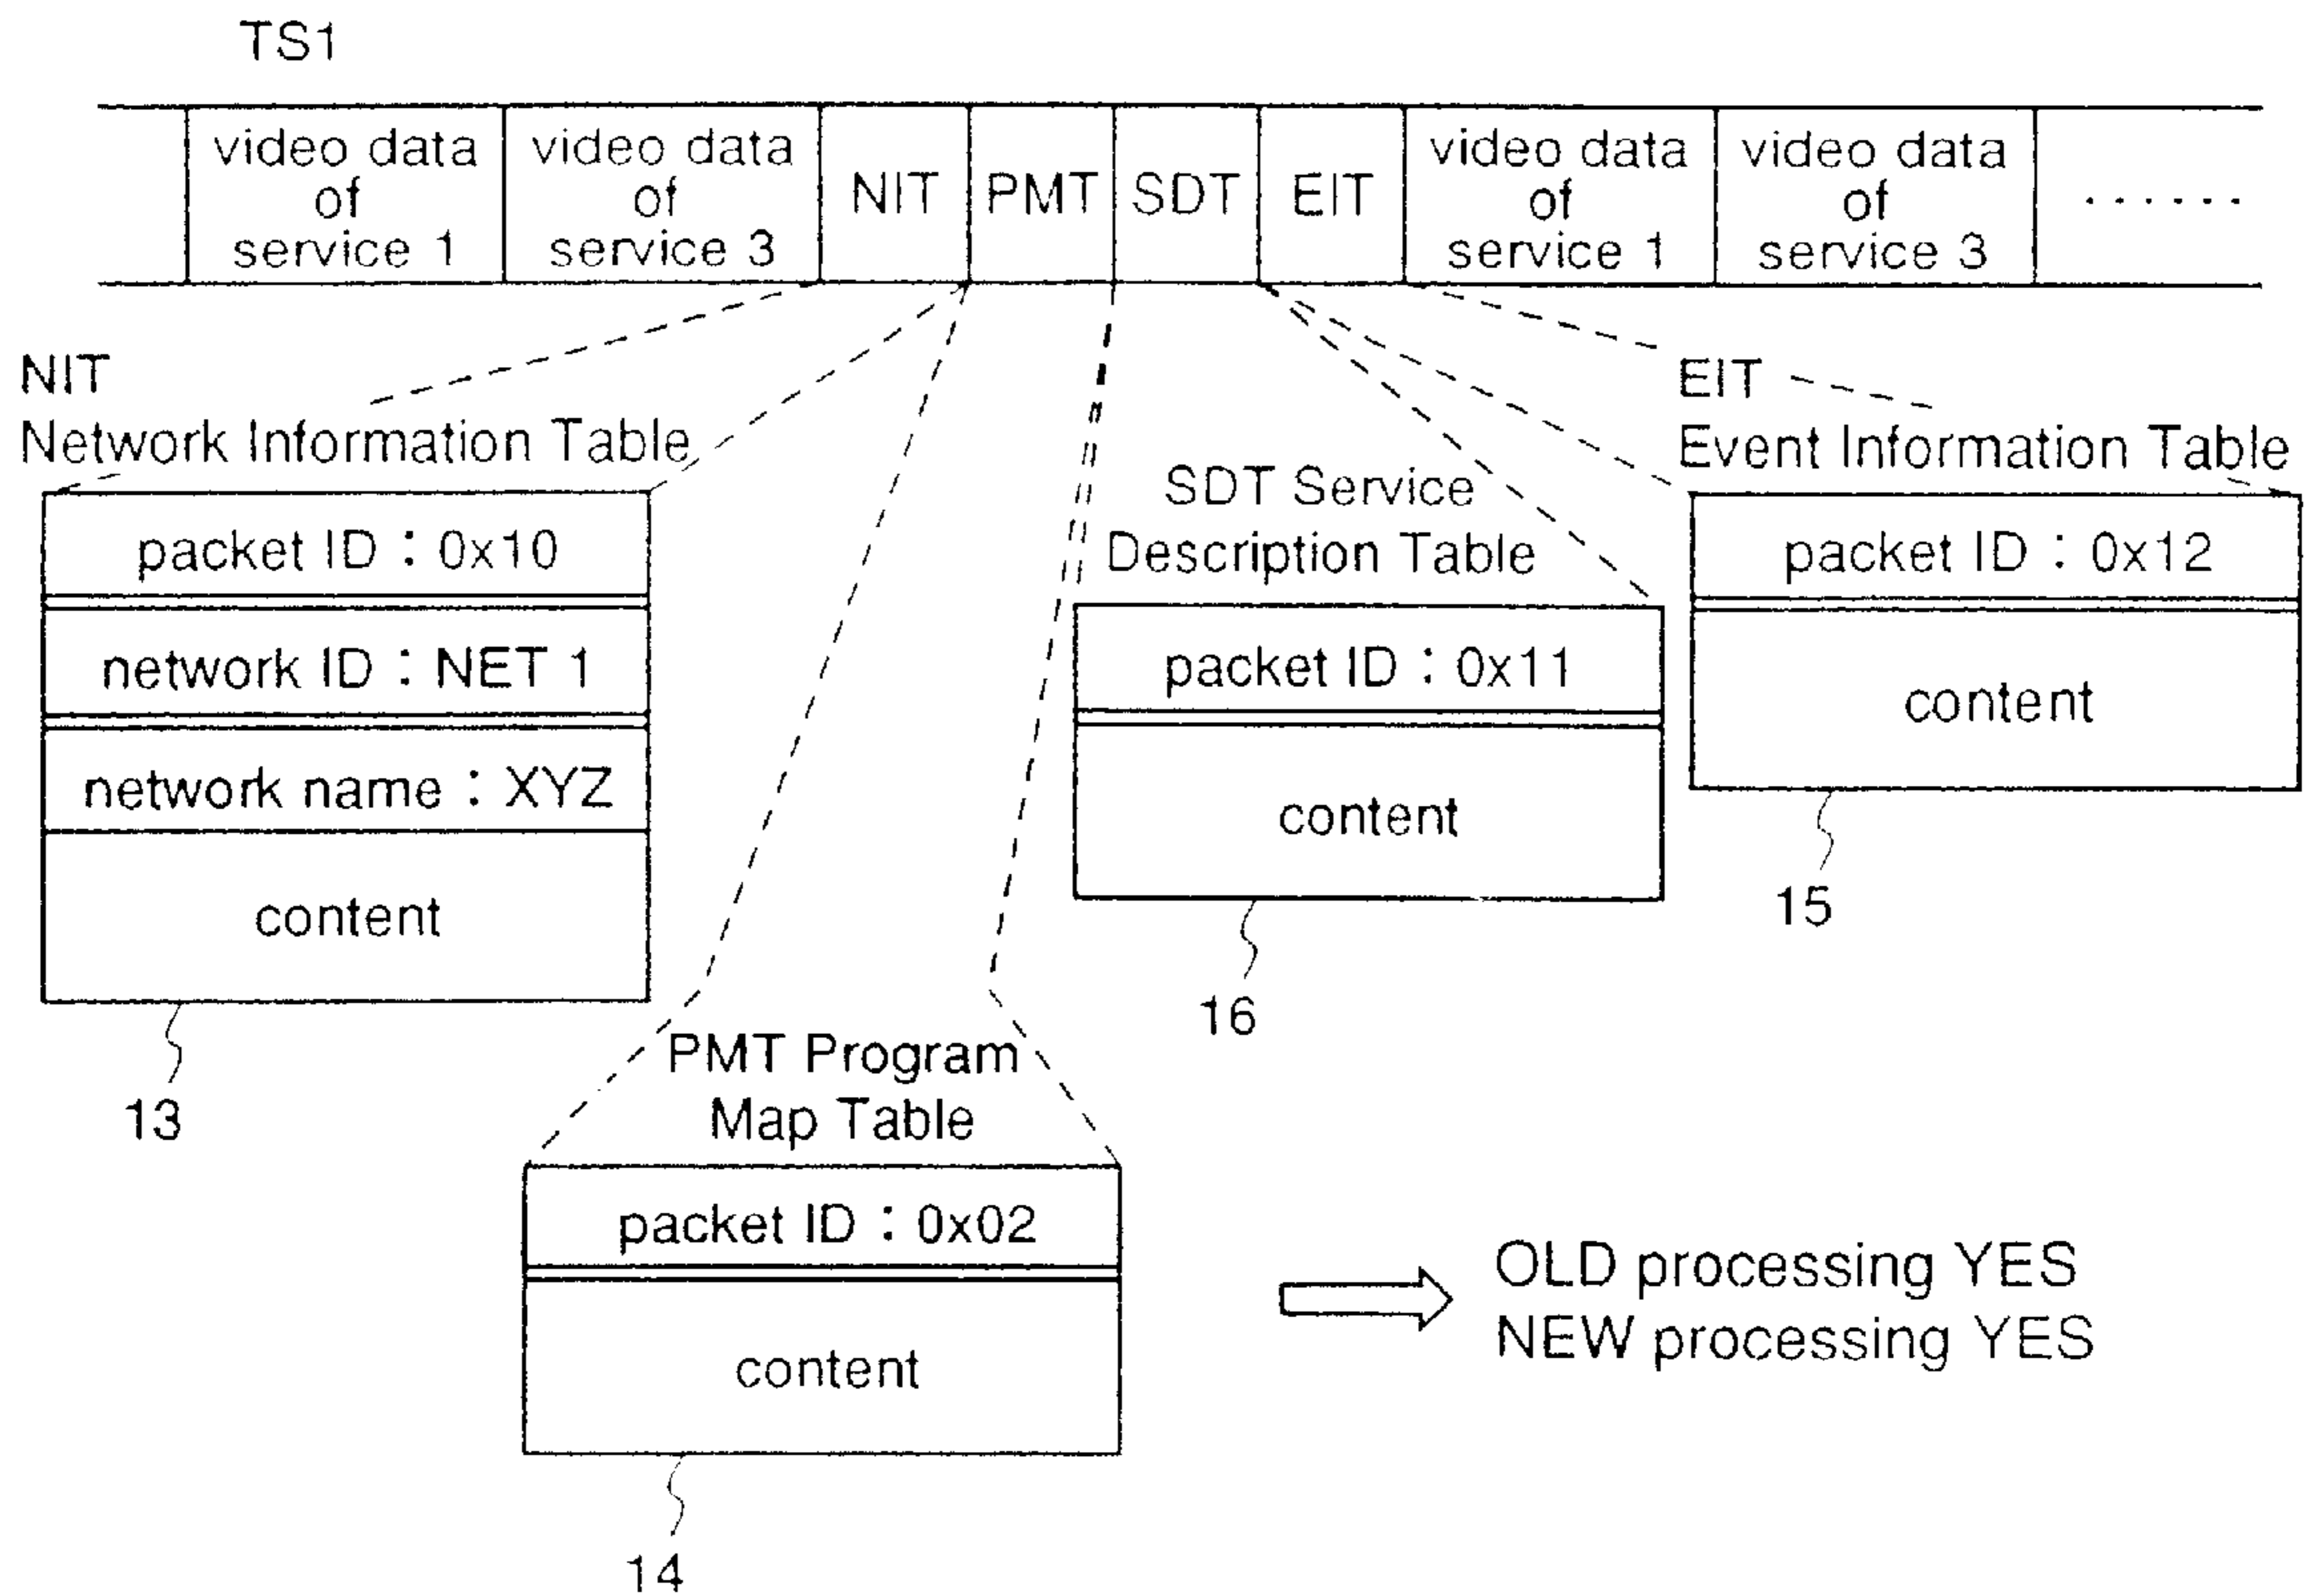 TS1
video data
of
service 1
video data
of
service 3
NIT
PMT
SDT
EIT
video data
of
service 1
video data
of
service 3
......
NIT
Network Information Table
packet ID : 0x10
network ID : NET 1
network name : XYZ
content
13
PMT Program
Map Table
packet ID : 0x02
content
14
SDT Service
Description Table
packet ID : 0x11
content
16
EIT
Event Information Table
packet ID : 0x12
content
15
OLD processing YES
NEW processing YES